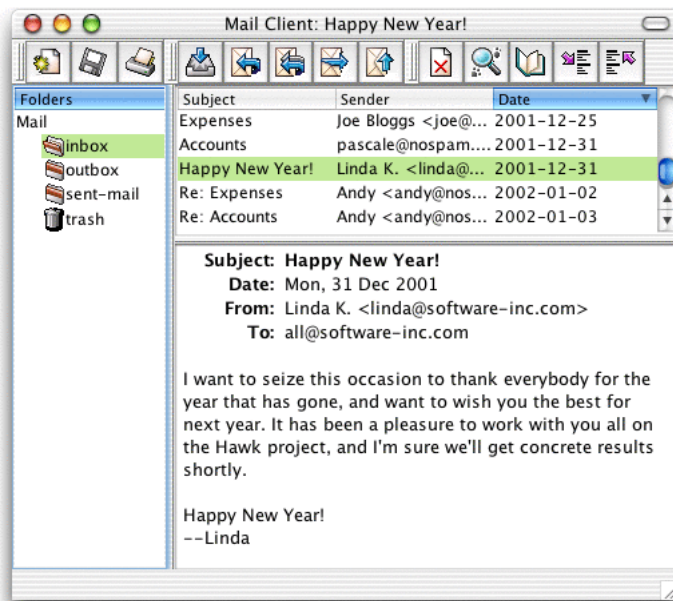 Mail Client: Happy New Year!
Folders
Mail
inbox
outbox
sent-mail
trash
Subject Sender Date
Expenses Joe Bloggs <joe@... 2001-12-25
Accounts pascale@nospam.... 2001-12-31
Happy New Year! Linda K. <linda@... 2001-12-31
Re: Expenses Andy <andy@nos... 2002-01-02
Re: Accounts Andy <andy@nos... 2002-01-03
Subject: Happy New Year!
Date: Mon, 31 Dec 2001
From: Linda K. <linda@software-inc.com>
To: all@software-inc.com
I want to seize this occasion to thank everybody for the
year that has gone, and want to wish you the best for
next year. It has been a pleasure to work with you all on
the Hawk project, and I'm sure we'll get concrete results
shortly.
Happy New Year!
--Linda